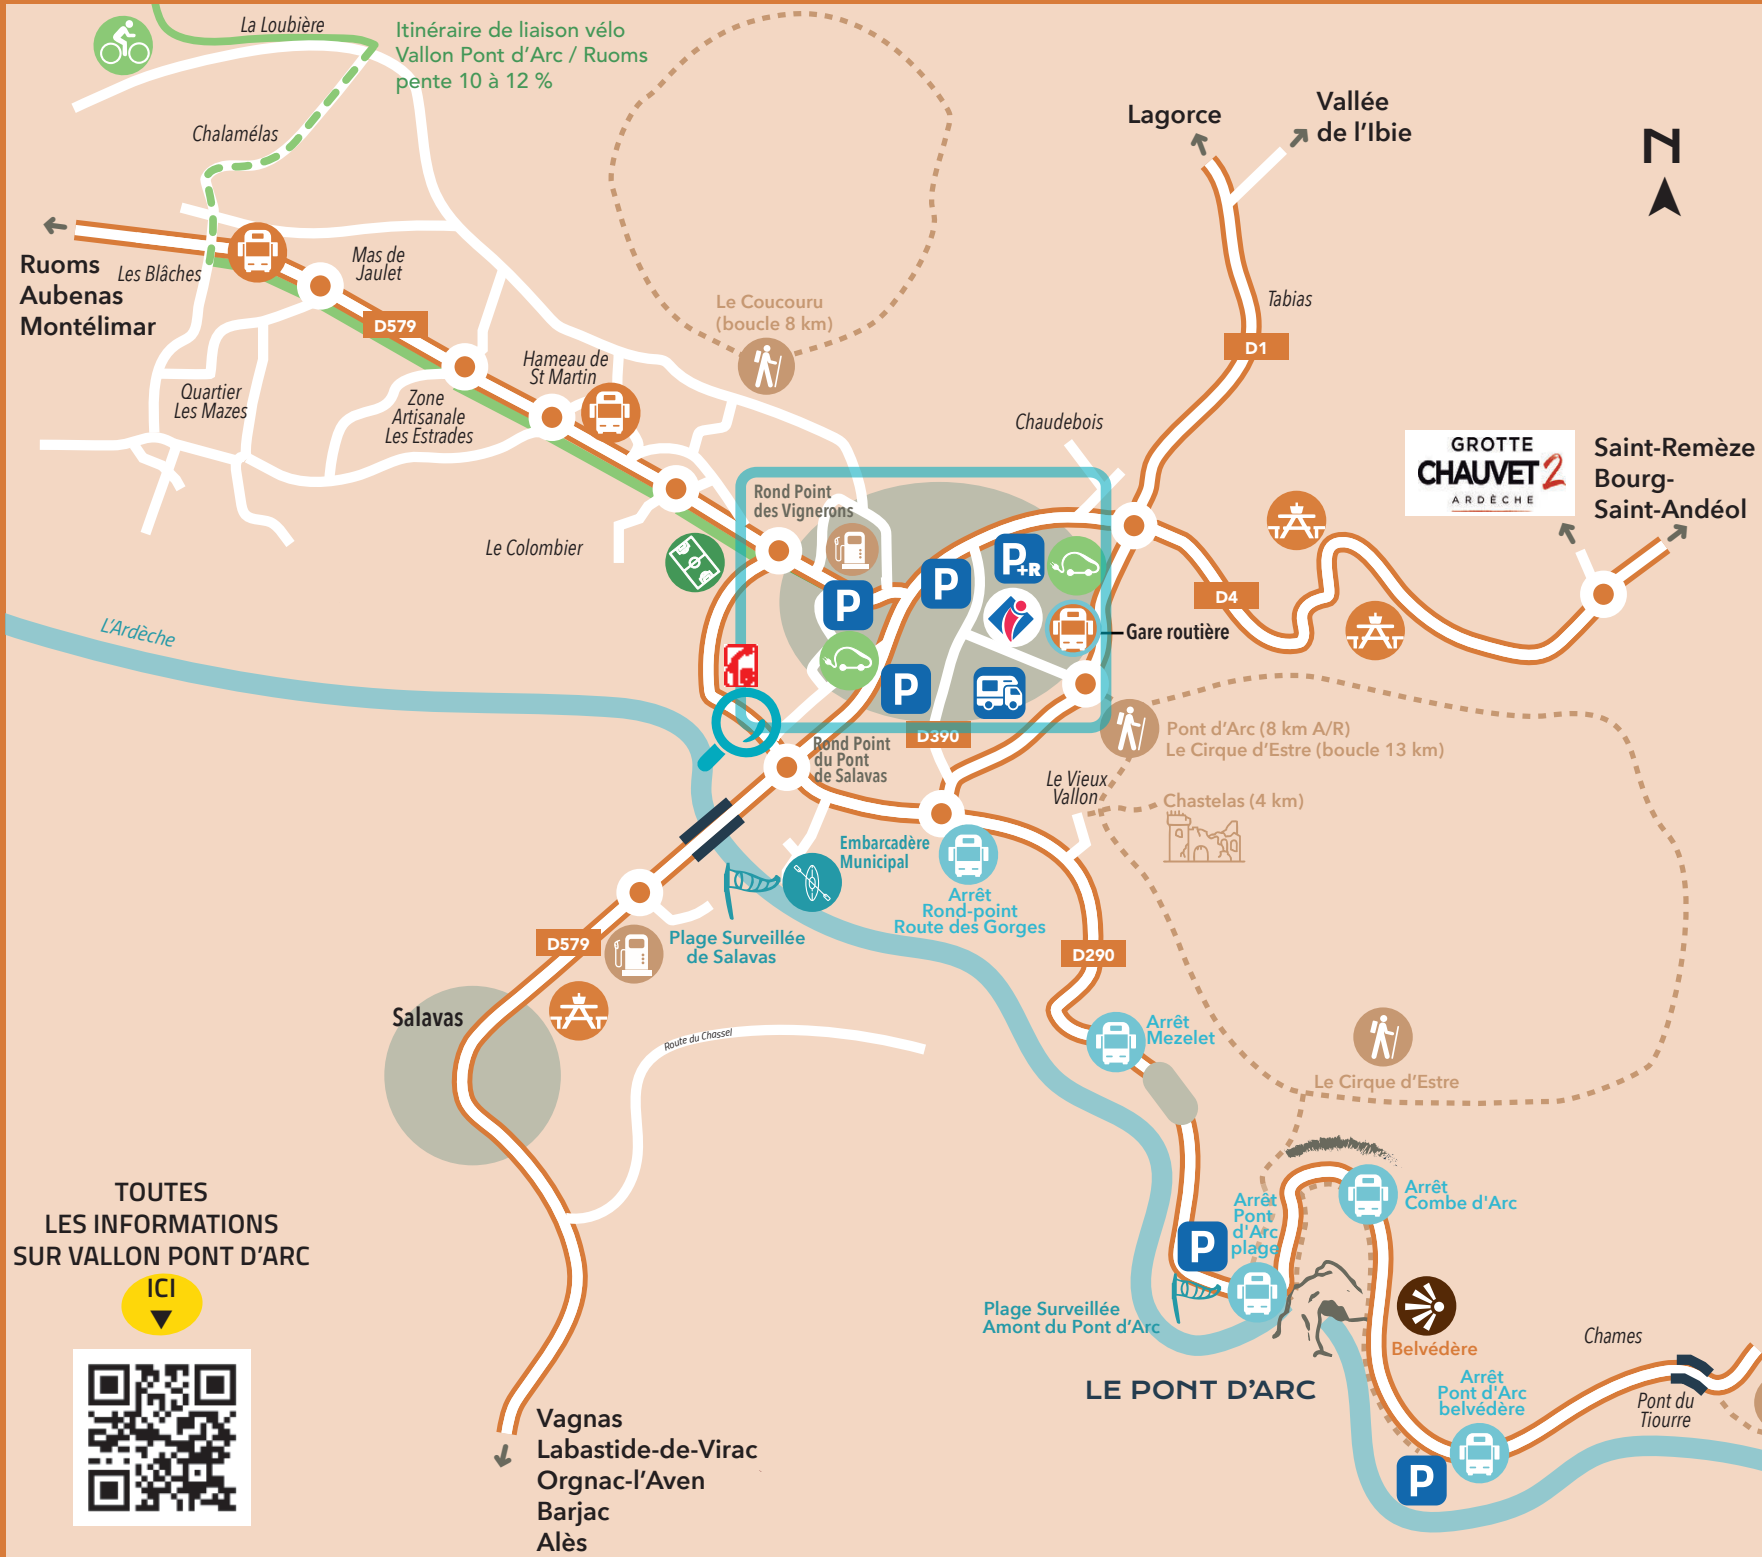 La Loubière
Itinéraire de liaison vélo
Vallon Pont d'Arc / Ruoms
pente 10 à 12 %
Chalamélas
Lagorce
Vallée
de l'Ibie
N
Ruoms
Aubenas
Montélimar
Les Blâches
Mas de
Jaulet
D579
Le Coucouru
(boucle 8 km)
Tabias
D1
Hameau de
St Martin
Quartier
Les Mazes
Zone
Artisanale
Les Estrades
Chaudebois
GROTTE
CHAUVET 2
ARDÈCHE
Saint-Remèze
Bourg-
Saint-Andéol
Rond Point
des Vignerons
Le Colombier
P
P
P+R
P
D4
Gare routière
L'Ardèche
D390
Rond Point
du Pont
de Salavas
Pont d'Arc (8 km A/R)
Le Cirque d'Estre (boucle 13 km)
Le Vieux
Vallon
Chastelas (4 km)
Embarcadère
Municipal
Arrêt
Rond-point
Route des Gorges
D579
Plage Surveillée
de Salavas
D290
Salavas
Route du Chassel
Arrêt
Mezelet
Le Cirque d'Estre
TOUTES
LES INFORMATIONS
SUR VALLON PONT D'ARC
ICI
Arrêt
Pont
d'Arc
plage
P
Arrêt
Combe d'Arc
Plage Surveillée
Amont du Pont d'Arc
Belvédère
LE PONT D'ARC
Chames
Arrêt
Pont d'Arc
belvédère
P
Pont du
Tiourre
Vagnas
Labastide-de-Virac
Orgnac-l'Aven
Barjac
Alès